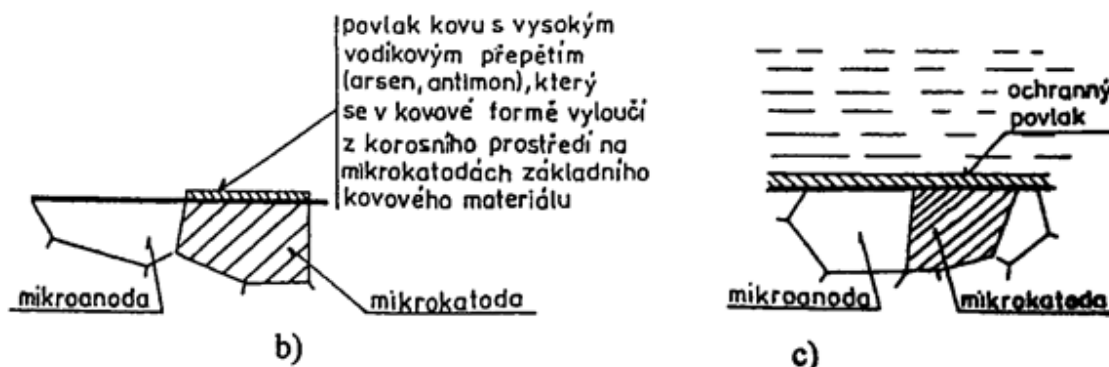 povlak kovu s vysokým
vodíkovým přepětím
(arsen, antimon), který
se v kovové formě vyloučí
z korosního prostředí na
mikrokatodách základního
kovového materiálu
mikroanoda
mikrokatoda
b)
ochranný
povlak
mikroanoda
mikrokatoda
c)